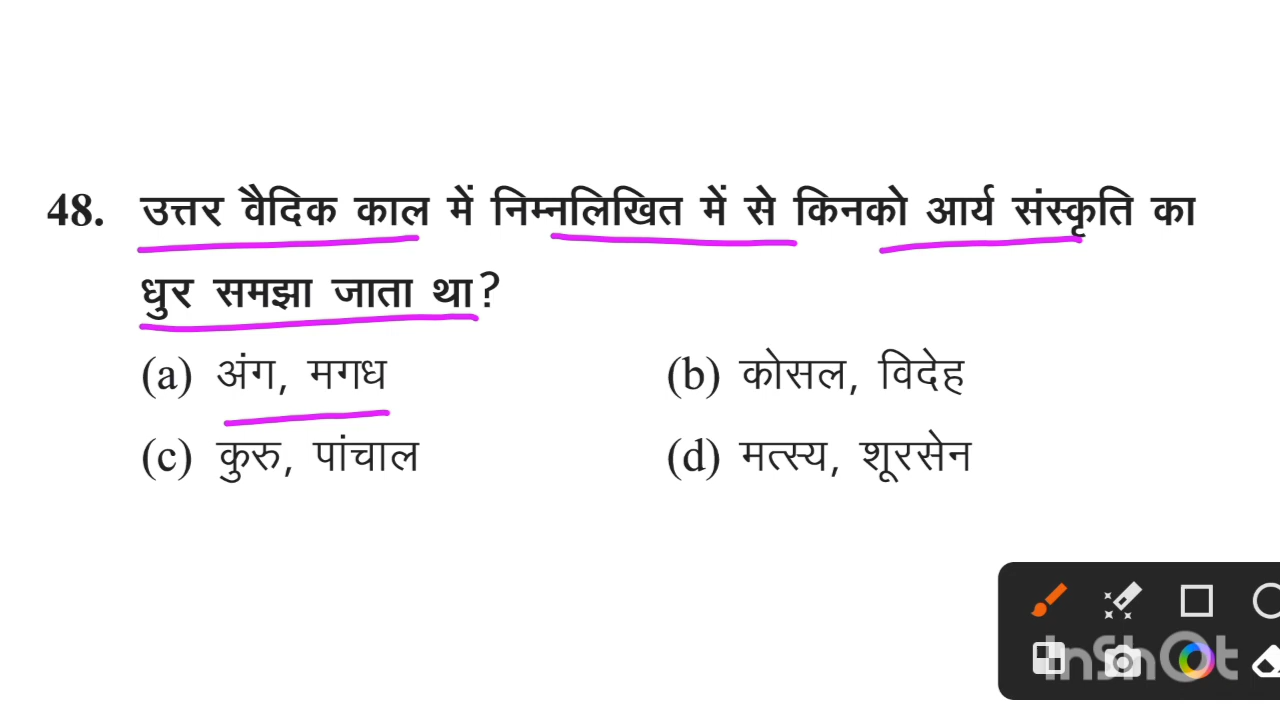 48. उत्तर वैदिक काल में निम्नलिखित में से किनको आर्य संस्कृति का
धुर समझा जाता था?
(a) अंग, मगध (b) कोसल, विदेह
(c) कुरु, पांचाल (d) मत्स्य, शूरसेन
InShOt